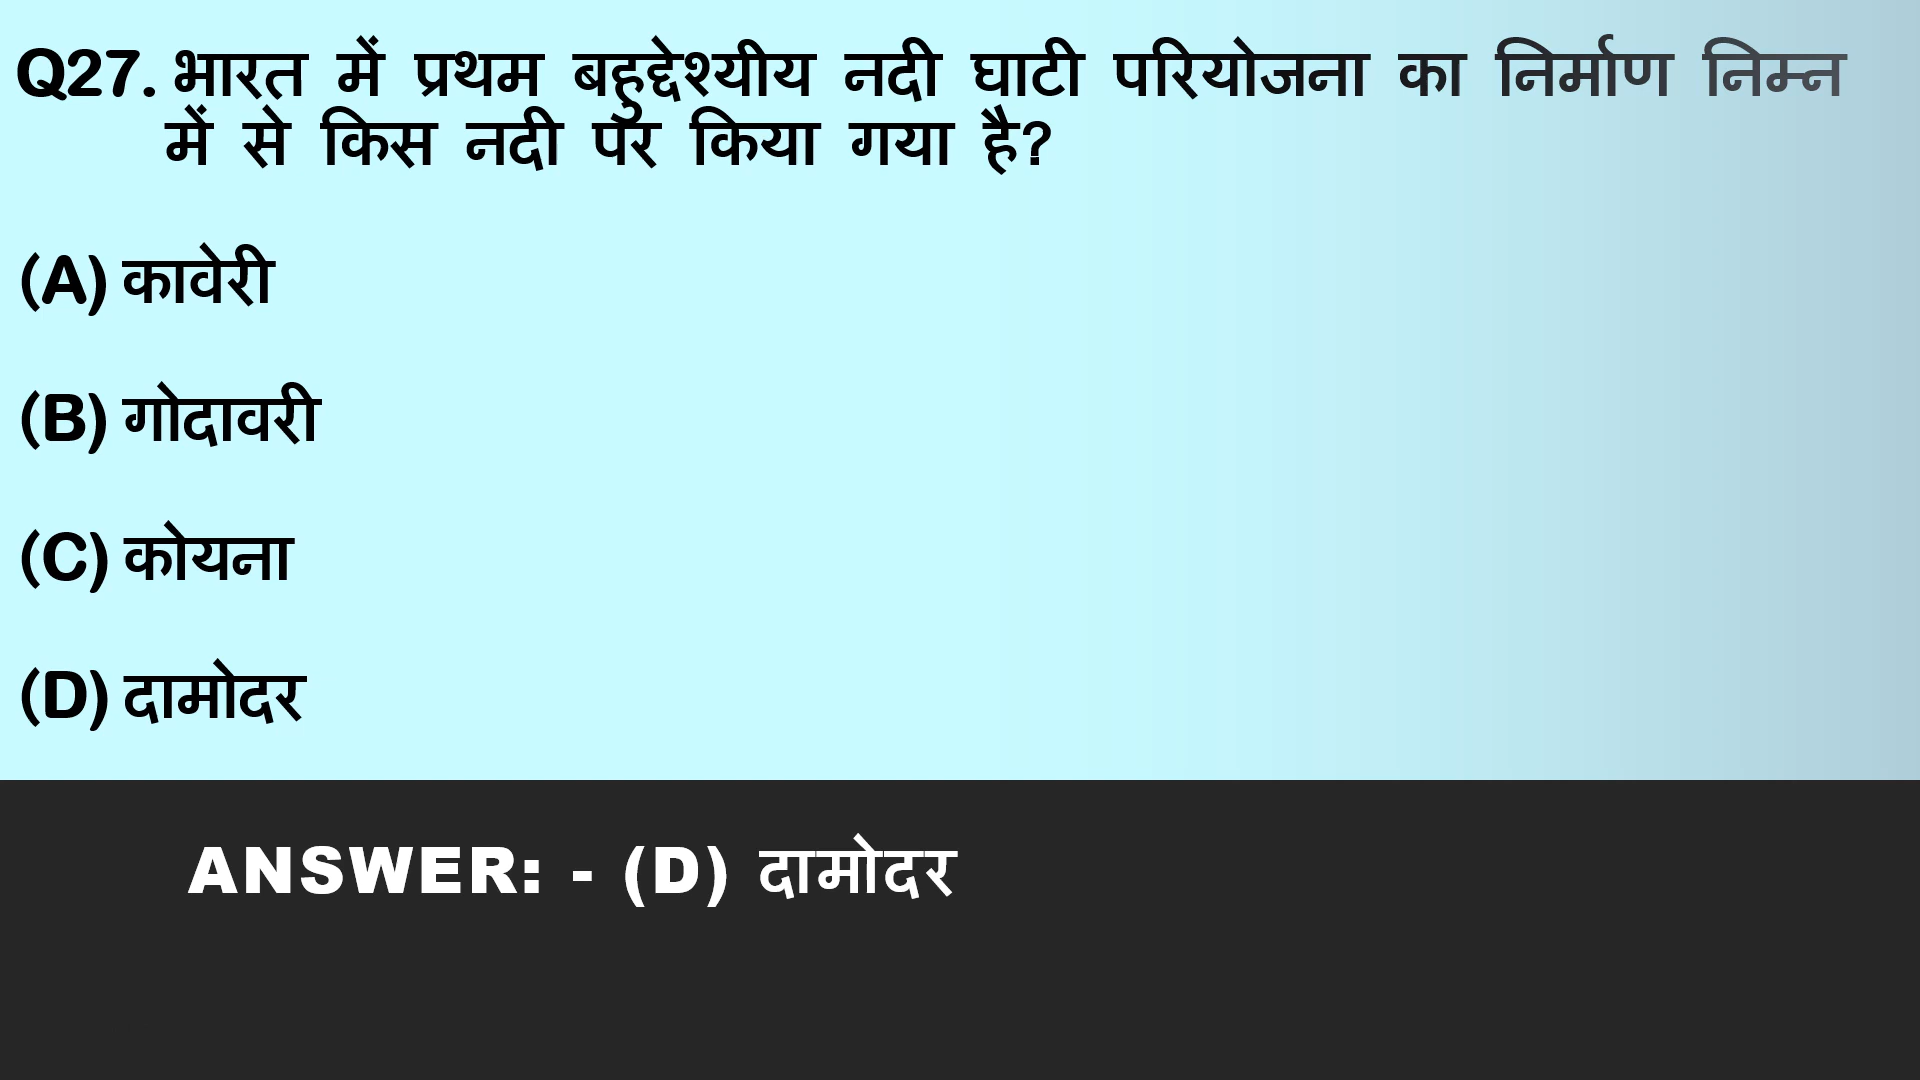 Q27. भारत में प्रथम बहुद्देश्यीय नदी घाटी परियोजना का निर्माण निम्न
में से किस नदी पर किया गया है?
(A) कावेरी
(B) गोदावरी
(C) कोयना
(D) दामोदर
ANSWER: - (D) दामोदर